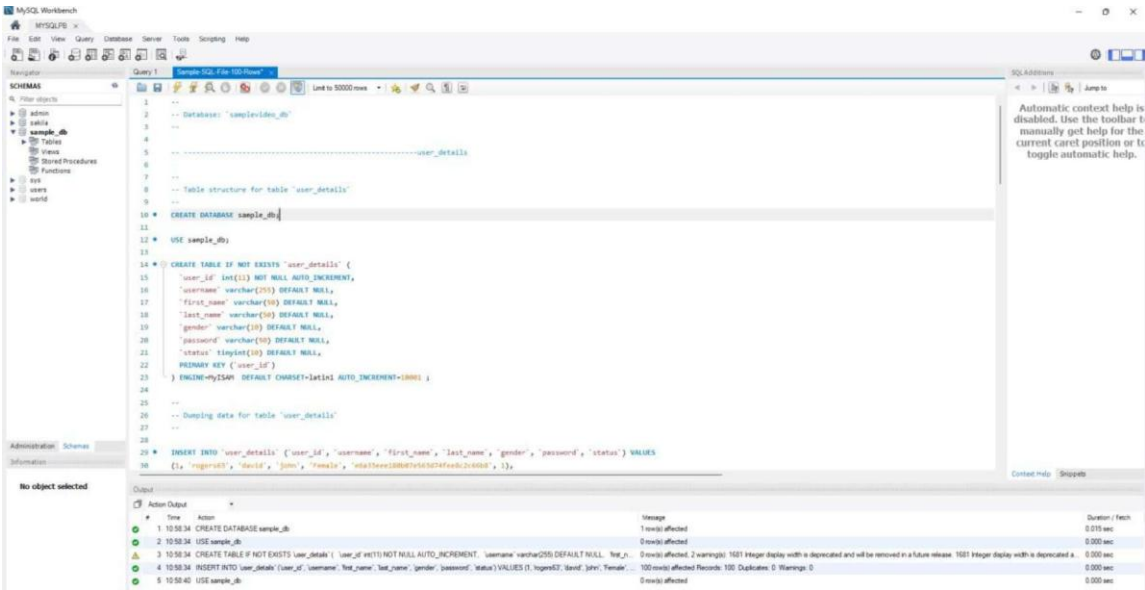 MySQL Workbench
MYSQLPB ×
File Edit View Query Database Server Tools Scripting Help
Navigator
SCHEMAS
Filter objects
admin
sakila
sample_db
Tables
Views
Stored Procedures
Functions
sys
users
world
Administration Schemas
Information
No object selected
Query 1 Sample-SQL-File-100-Rows* ×
Limit to 50000 rows
1 --
2 -- Database: `samplevideo_db`
3 --
4
5 -- --------------------------------------------------------user_details
6
7 --
8 -- Table structure for table `user_details`
9 --
10 CREATE DATABASE sample_db;
11
12 USE sample_db;
13
14 CREATE TABLE IF NOT EXISTS `user_details` (
15 `user_id` int(11) NOT NULL AUTO_INCREMENT,
16 `username` varchar(255) DEFAULT NULL,
17 `first_name` varchar(50) DEFAULT NULL,
18 `last_name` varchar(50) DEFAULT NULL,
19 `gender` varchar(10) DEFAULT NULL,
20 `password` varchar(50) DEFAULT NULL,
21 `status` tinyint(10) DEFAULT NULL,
22 PRIMARY KEY (`user_id`)
23 ) ENGINE=MyISAM DEFAULT CHARSET=latin1 AUTO_INCREMENT=10001 ;
24
25 --
26 -- Dumping data for table `user_details`
27 --
28
29 INSERT INTO `user_details` (`user_id`, `username`, `first_name`, `last_name`, `gender`, `password`, `status`) VALUES
30 (1, 'rogers63', 'david', 'john', 'Female', 1),
SQLAdditions
Jump to
Automatic context help is
disabled. Use the toolbar to
manually get help for the
current caret position or to
toggle automatic help.
Context Help Snippets
Output
Action Output
# Time Action Message Duration / Fetch
1 10:58:34 CREATE DATABASE sample_db 1 row(s) affected 0.015 sec
2 10:58:34 USE sample_db 0 row(s) affected 0.000 sec
3 10:58:34 CREATE TABLE IF NOT EXISTS `user_details` ( `user_id` int(11) NOT NULL AUTO_INCREMENT, `username` varchar(255) DEFAULT NULL, `first_n... 0 row(s) affected, 2 warning(s): 1681 Integer display width is deprecated and will be removed in a future release. 1681 Integer display width is deprecated a... 0.000 sec
4 10:58:34 INSERT INTO `user_details` (`user_id`, `username`, `first_name`, `last_name`, `gender`, `password`, `status`) VALUES (1, 'rogers63', 'david', 'john', 'Female', ... 100 row(s) affected Records: 100 Duplicates: 0 Warnings: 0 0.000 sec
5 10:58:40 USE sample_db 0 row(s) affected 0.000 sec